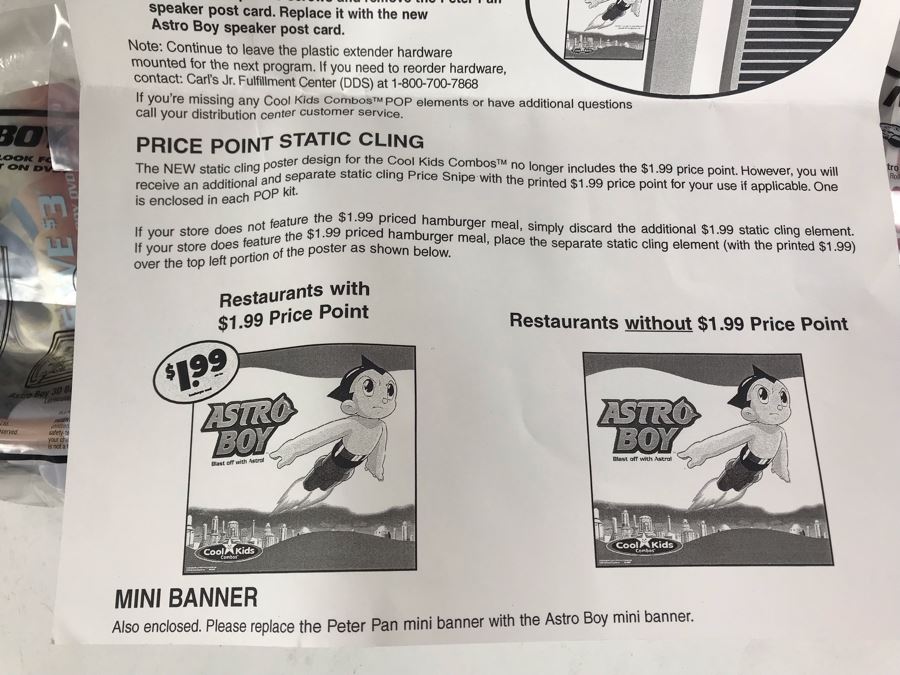 speaker post card. Replace it with the new
Astro Boy speaker post card.
Note: Continue to leave the plastic extender hardware
mounted for the next program. If you need to reorder hardware,
contact: Carl's Jr. Fulfillment Center (DDS) at 1-800-700-7868
If you're missing any Cool Kids Combos™ POP elements or have additional questions
call your distribution center customer service.
PRICE POINT STATIC CLING
The NEW static cling poster design for the Cool Kids Combos™ no longer includes the $1.99 price point. However, you will
receive an additional and separate static cling Price Snipe with the printed $1.99 price point for your use if applicable. One
is enclosed in each POP kit.
If your store does not feature the $1.99 priced hamburger meal, simply discard the additional $1.99 static cling element.
If your store does feature the $1.99 priced hamburger meal, place the separate static cling element (with the printed $1.99)
over the top left portion of the poster as shown below.
Restaurants with
$1.99 Price Point
Restaurants without $1.99 Price Point
$1.99
ASTRO
BOY
Blast off with Astro!
Cool Kids
Combos
ASTRO
BOY
Blast off with Astro!
Cool Kids
Combos
MINI BANNER
Also enclosed. Please replace the Peter Pan mini banner with the Astro Boy mini banner.